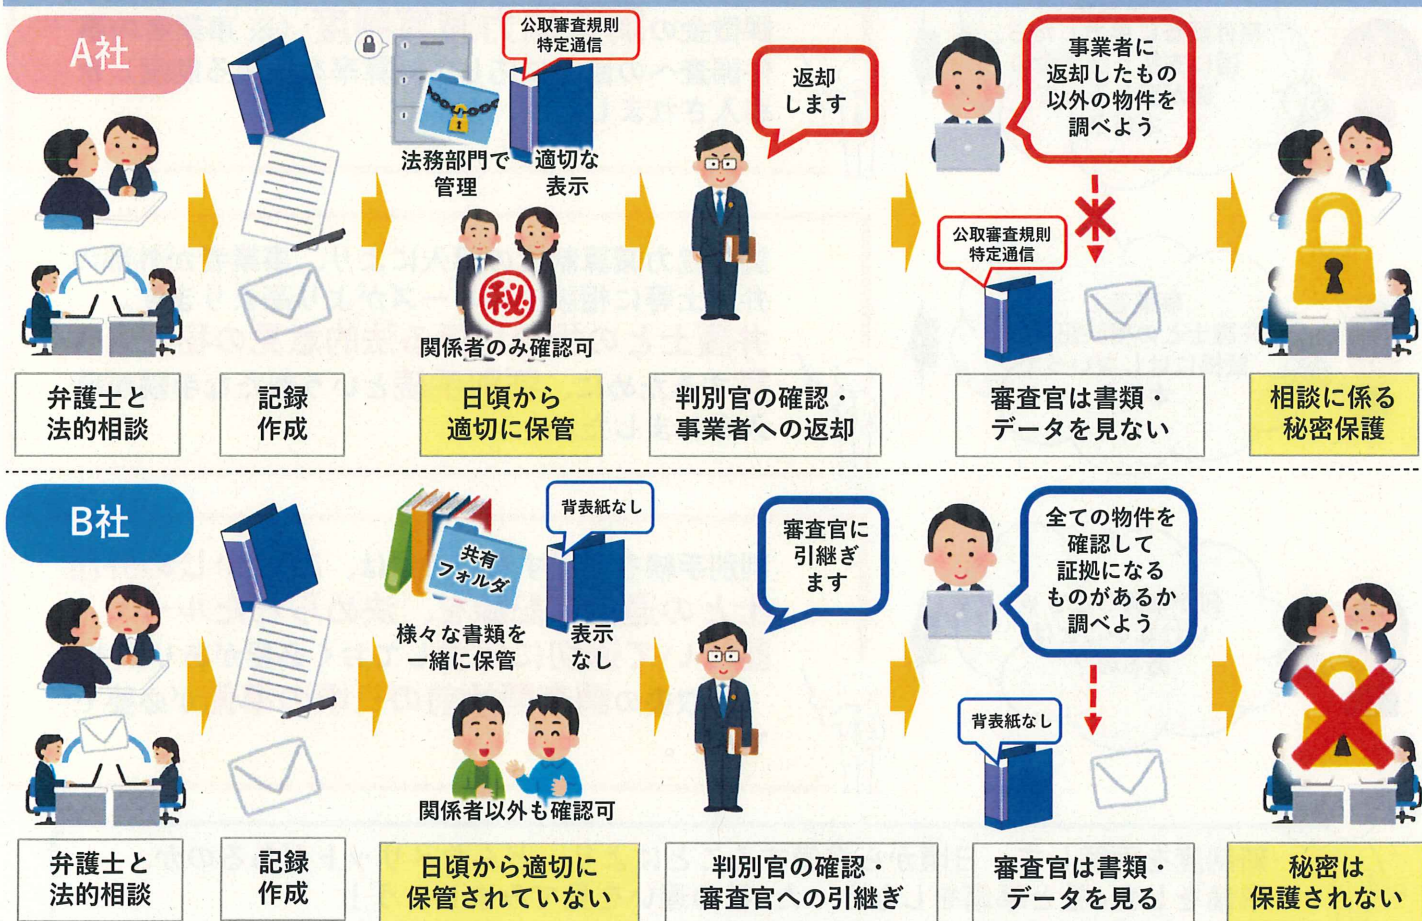 A社
公取審査規則
特定通信
法務部門で
管理
適切な
表示
秘
関係者のみ確認可
返却
します
事業者に
返却したもの
以外の物件を
調べよう
公取審査規則
特定通信
弁護士と
法的相談
記録
作成
日頃から
適切に保管
判別官の確認・
事業者への返却
審査官は書類・
データを見ない
相談に係る
秘密保護
B社
共有
フォルダ
背表紙なし
様々な書類を
一緒に保管
表示
なし
関係者以外も確認可
審査官に
引継ぎ
ます
全ての物件を
確認して
証拠になる
ものがあるか
調べよう
背表紙なし
弁護士と
法的相談
記録
作成
日頃から適切に
保管されていない
判別官の確認・
審査官への引継ぎ
審査官は書類・
データを見る
秘密は
保護されない